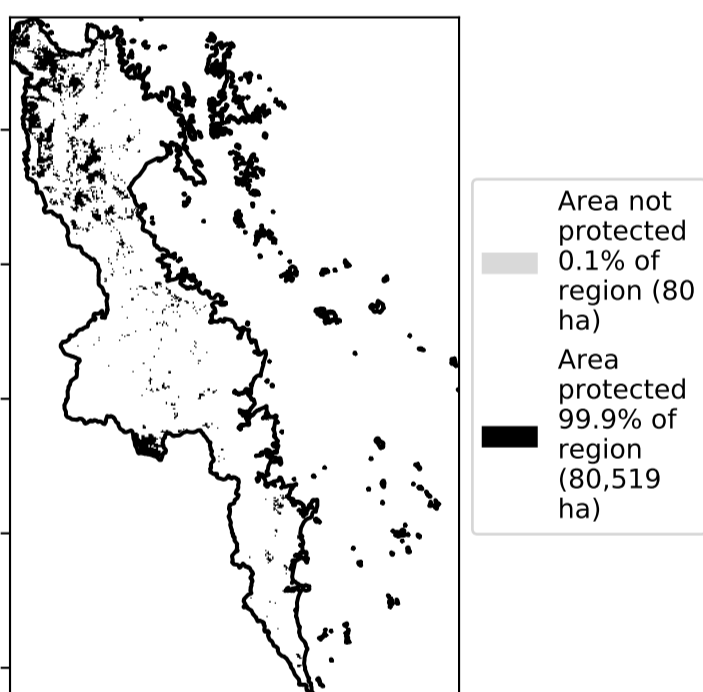 Area not
protected
0.1% of
region (80
ha)
Area
protected
99.9% of
region
(80,519
ha)